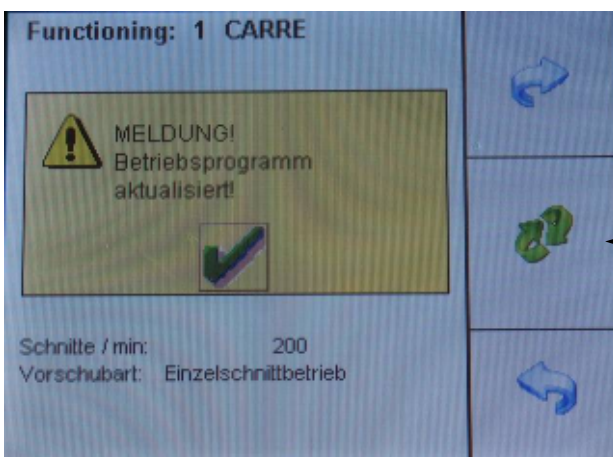 Functioning: 1 CARRE
MELDUNG!
Betriebsprogramm
aktualisiert!
Schnitte / min: 200
Vorschubart: Einzelschnittbetrieb